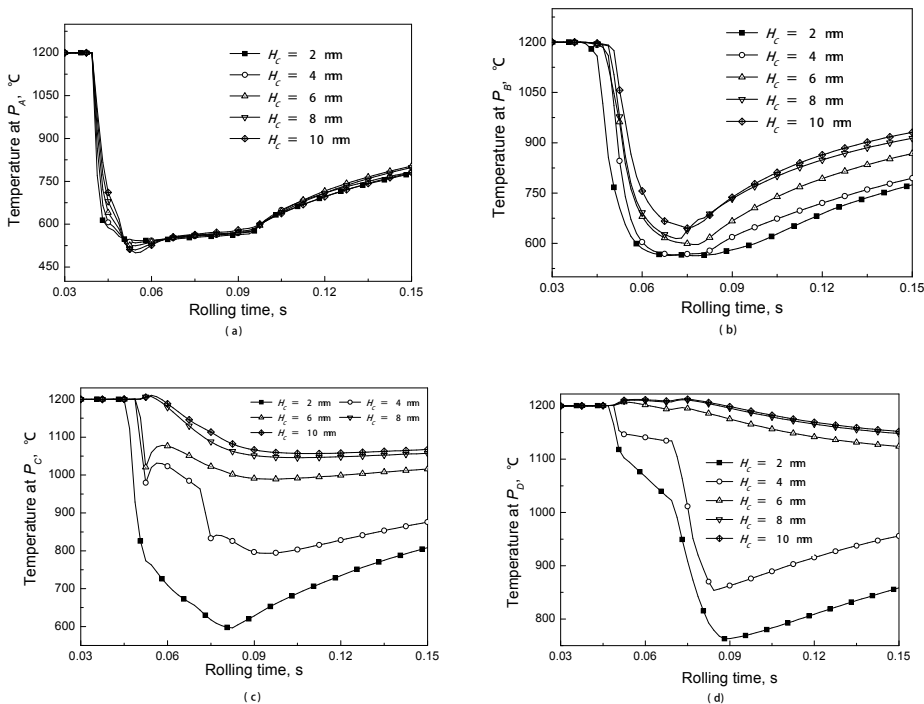 Temperature at P_A, ℃
1200
1050
900
750
600
450
H_C = 2 mm
H_C = 4 mm
H_C = 6 mm
H_C = 8 mm
H_C = 10 mm
0.03 0.06 0.09 0.12 0.15
Rolling time, s
(a)
Temperature at P_B, ℃
1200
1050
900
750
600
H_C = 2 mm
H_C = 4 mm
H_C = 6 mm
H_C = 8 mm
H_C = 10 mm
0.03 0.06 0.09 0.12 0.15
Rolling time, s
(b)
Temperature at P_C, ℃
1200
1100
1000
900
800
700
600
H_C = 2 mm H_C = 4 mm
H_C = 6 mm H_C = 8 mm
H_C = 10 mm
0.03 0.06 0.09 0.12 0.15
Rolling time, s
(c)
Temperature at P_D, ℃
1200
1100
1000
900
800
H_C = 2 mm
H_C = 4 mm
H_C = 6 mm
H_C = 8 mm
H_C = 10 mm
0.03 0.06 0.09 0.12 0.15
Rolling time, s
(d)